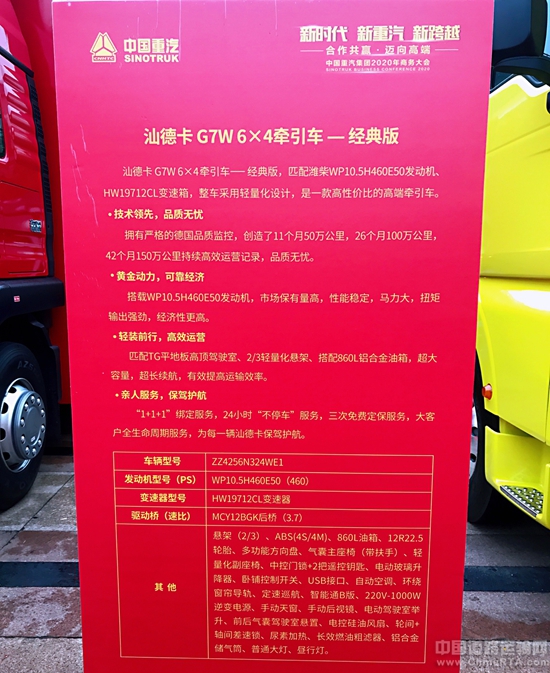 中国重汽
SINOTRUK
CNHTC
新时代 新重汽 新跨越
合作共赢·迈向高端
中国重汽集团2020年商务大会
SINOTRUK BUSINESS CONFERENCE 2020
汕德卡 G7W 6×4牵引车 — 经典版
汕德卡 G7W 6×4牵引车— 经典版，匹配潍柴WP10.5H460E50发动机、
HW19712CL变速箱，整车采用轻量化设计，是一款高性价比的高端牵引车。
·技术领先，品质无忧
拥有严格的德国品质监控，创造了11个月50万公里，26个月100万公里，
42个月150万公里持续高效运营记录，品质无忧。
·黄金动力，可靠经济
搭载WP10.5H460E50发动机，市场保有量高，性能稳定，马力大，扭矩
输出强劲，经济性更高。
·轻装前行，高效运营
匹配TG平地板高顶驾驶室、2/3轻量化悬架、搭配860L铝合金油箱，超大
容量，超长续航，有效提高运输效率。
·亲人服务，保驾护航
“1+1+1”绑定服务，24小时“不停车”服务，三次免费定保服务，大客
户全生命周期服务，为每一辆汕德卡保驾护航。
车辆型号 ZZ4256N324WE1
发动机型号（PS） WP10.5H460E50（460）
变速器型号 HW19712CL变速器
驱动桥（速比） MCY12BGK后桥（3.7）
其 他
悬架（2/3）、ABS(4S/4M)、860L油箱、12R22.5
轮胎、多功能方向盘、气囊主座椅（带扶手）、轻
量化副座椅、中控门锁+2把遥控钥匙、电动玻璃升
降器、卧铺控制开关、USB接口、自动空调、环绕
窗帘导轨、定速巡航、智能通B版、220V-1000W
逆变电源、手动天窗、手动后视镜、电动驾驶室举
升、前后气囊驾驶室悬置、电控硅油风扇、轮间+
轴间差速锁、尿素加热、长效燃油粗滤器、铝合金
储气筒、普通大灯、昼行灯。
中国道路运输网
www.ChinaRTA.com